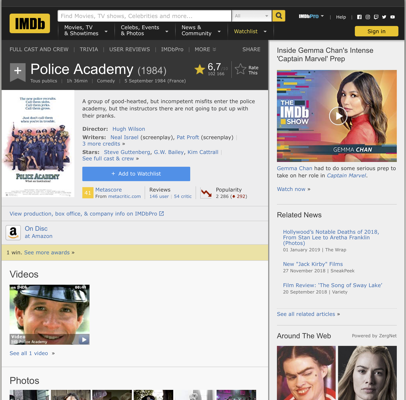 IMDb
Find Movies, TV shows, Celebrities and more...
All
Movies, TV
& Showtimes
Celebs, Events
& Photos
News &
Community
Watchlist
IMDbPro
Help
Sign in
FULL CAST AND CREW | TRIVIA | USER REVIEWS | IMDbPro | MORE
SHARE
Police Academy (1984)
Tous publics | 1h 36min | Comedy | 5 September 1984 (France)
6,7
Rate
This
A group of good-hearted, but incompetent misfits enter the
police academy, but the instructors there are not going to put up with
their pranks.
Director: Hugh Wilson
Writers: Neal Israel (screenplay), Pat Proft (screenplay) |
3 more credits »
Stars: Steve Guttenberg, G.W. Bailey, Kim Cattrall |
See full cast & crew »
+ Add to Watchlist
POLICE ACADEMY
Metascore
From metacritic.com
Reviews
146 user | 54 critic
Popularity
2 286
View production, box office, & company info on IMDbPro
On Disc
at Amazon
1 win. See more awards »
Videos
See all 1 video »
Photos
Inside Gemma Chan's Intense
'Captain Marvel' Prep
THE
IMDb
SHOW
GEMMA CHAN
Gemma Chan had to do some serious prep
to take on her role in Captain Marvel.
Watch now »
Related News
Hollywood's Notable Deaths of 2018,
From Stan Lee to Aretha Franklin
(Photos)
01 January 2019 | The Wrap
New "Jack Kirby" Films
27 November 2018 | SneakPeek
Film Review: 'The Song of Sway Lake'
20 September 2018 | Variety
See all related articles »
Around The Web
Powered by ZergNet